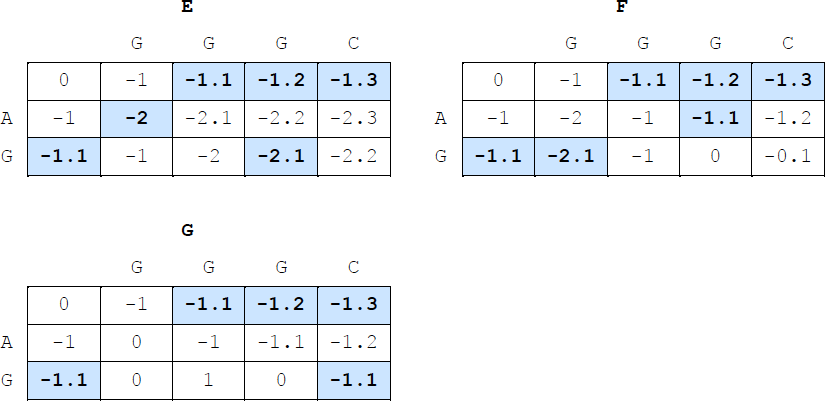 E F
G G G C G G G C
0 -1 -1.1 -1.2 -1.3 0 -1 -1.1 -1.2 -1.3
A -1 -2 -2.1 -2.2 -2.3 A -1 -2 -1 -1.1 -1.2
G -1.1 -1 -2 -2.1 -2.2 G -1.1 -2.1 -1 0 -0.1
G
G G G C
0 -1 -1.1 -1.2 -1.3
A -1 0 -1 -1.1 -1.2
G -1.1 0 1 0 -1.1